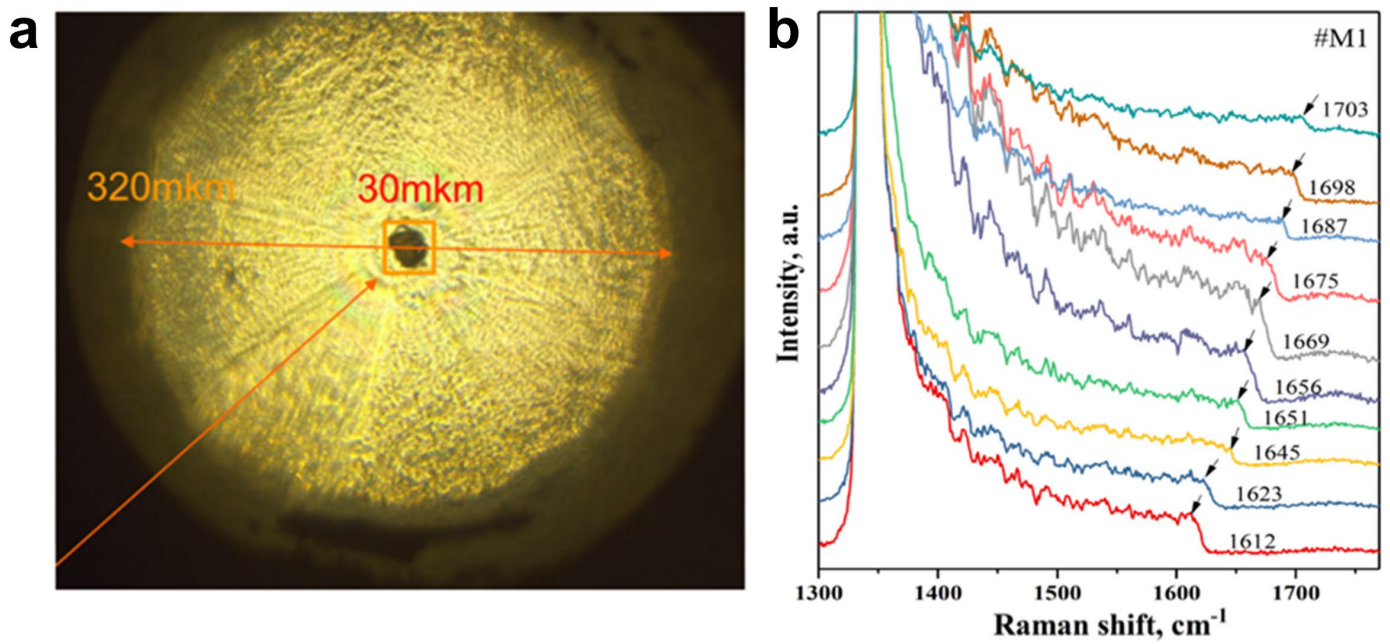 a
320mkm
30mkm
b
#M1
1703
1698
1687
1675
1669
1656
1651
1645
1623
1612
Intensity, a.u.
1300 1400 1500 1600 1700
Raman shift, cm⁻¹